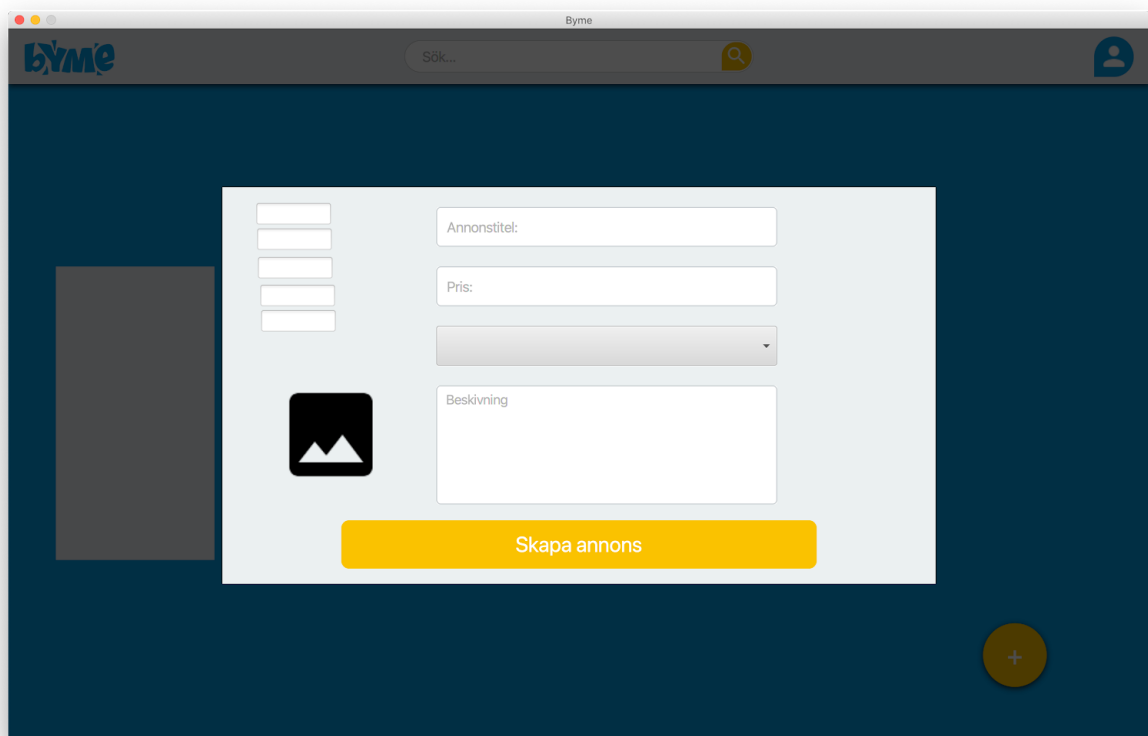 Byme
byme
Sök...
Annonstitel:
Pris:
Beskivning
Skapa annons
+